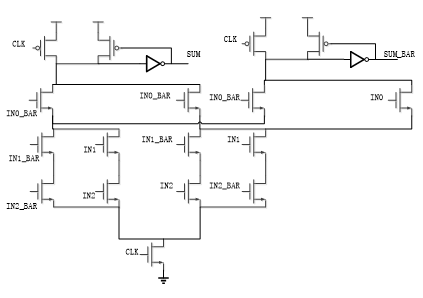 CLK
SUM
CLK
SUM_BAR
IN0_BAR
IN0_BAR
IN0_BAR
IN0
IN1_BAR
IN1
IN1_BAR
IN1
IN2_BAR
IN2
IN2
IN2_BAR
CLK